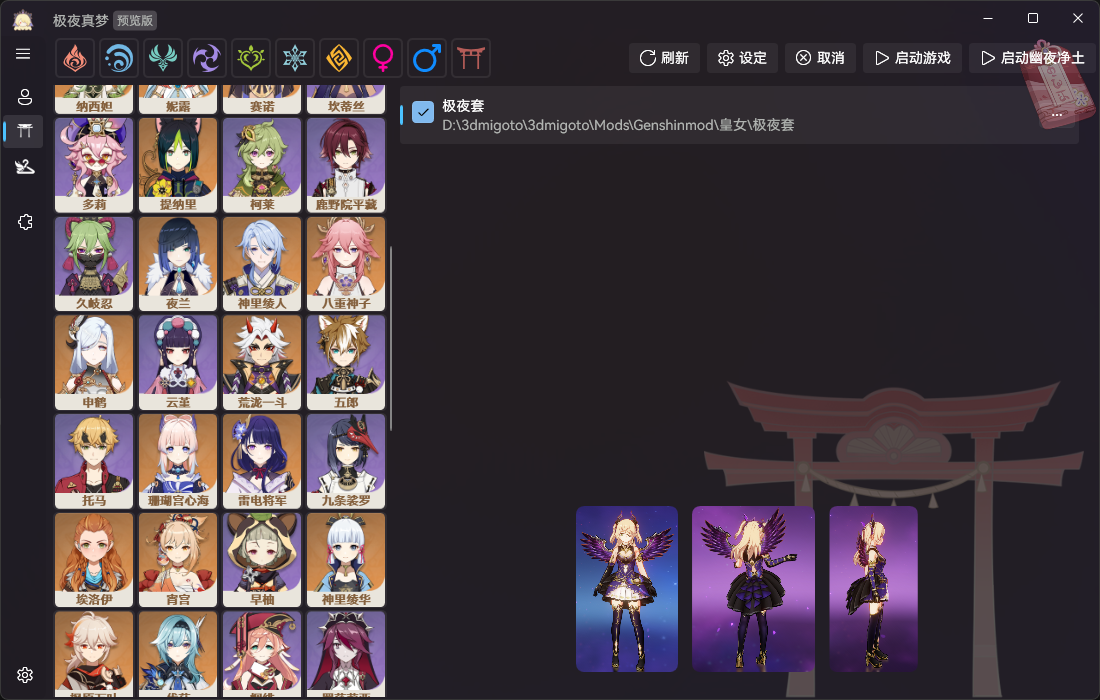 极夜真梦 预览版
刷新
设定
取消
启动游戏
启动幽夜净土
纳西妲
妮露
赛诺
坎蒂丝
极夜套
D:\3dmigoto\3dmigoto\Mods\Genshinmod\皇女\极夜套
多莉
提纳里
柯莱
鹿野院平藏
久岐忍
夜兰
神里绫人
八重神子
申鹤
云堇
荒泷一斗
五郎
托马
珊瑚宫心海
雷电将军
九条裟罗
埃洛伊
宵宫
早柚
神里绫华